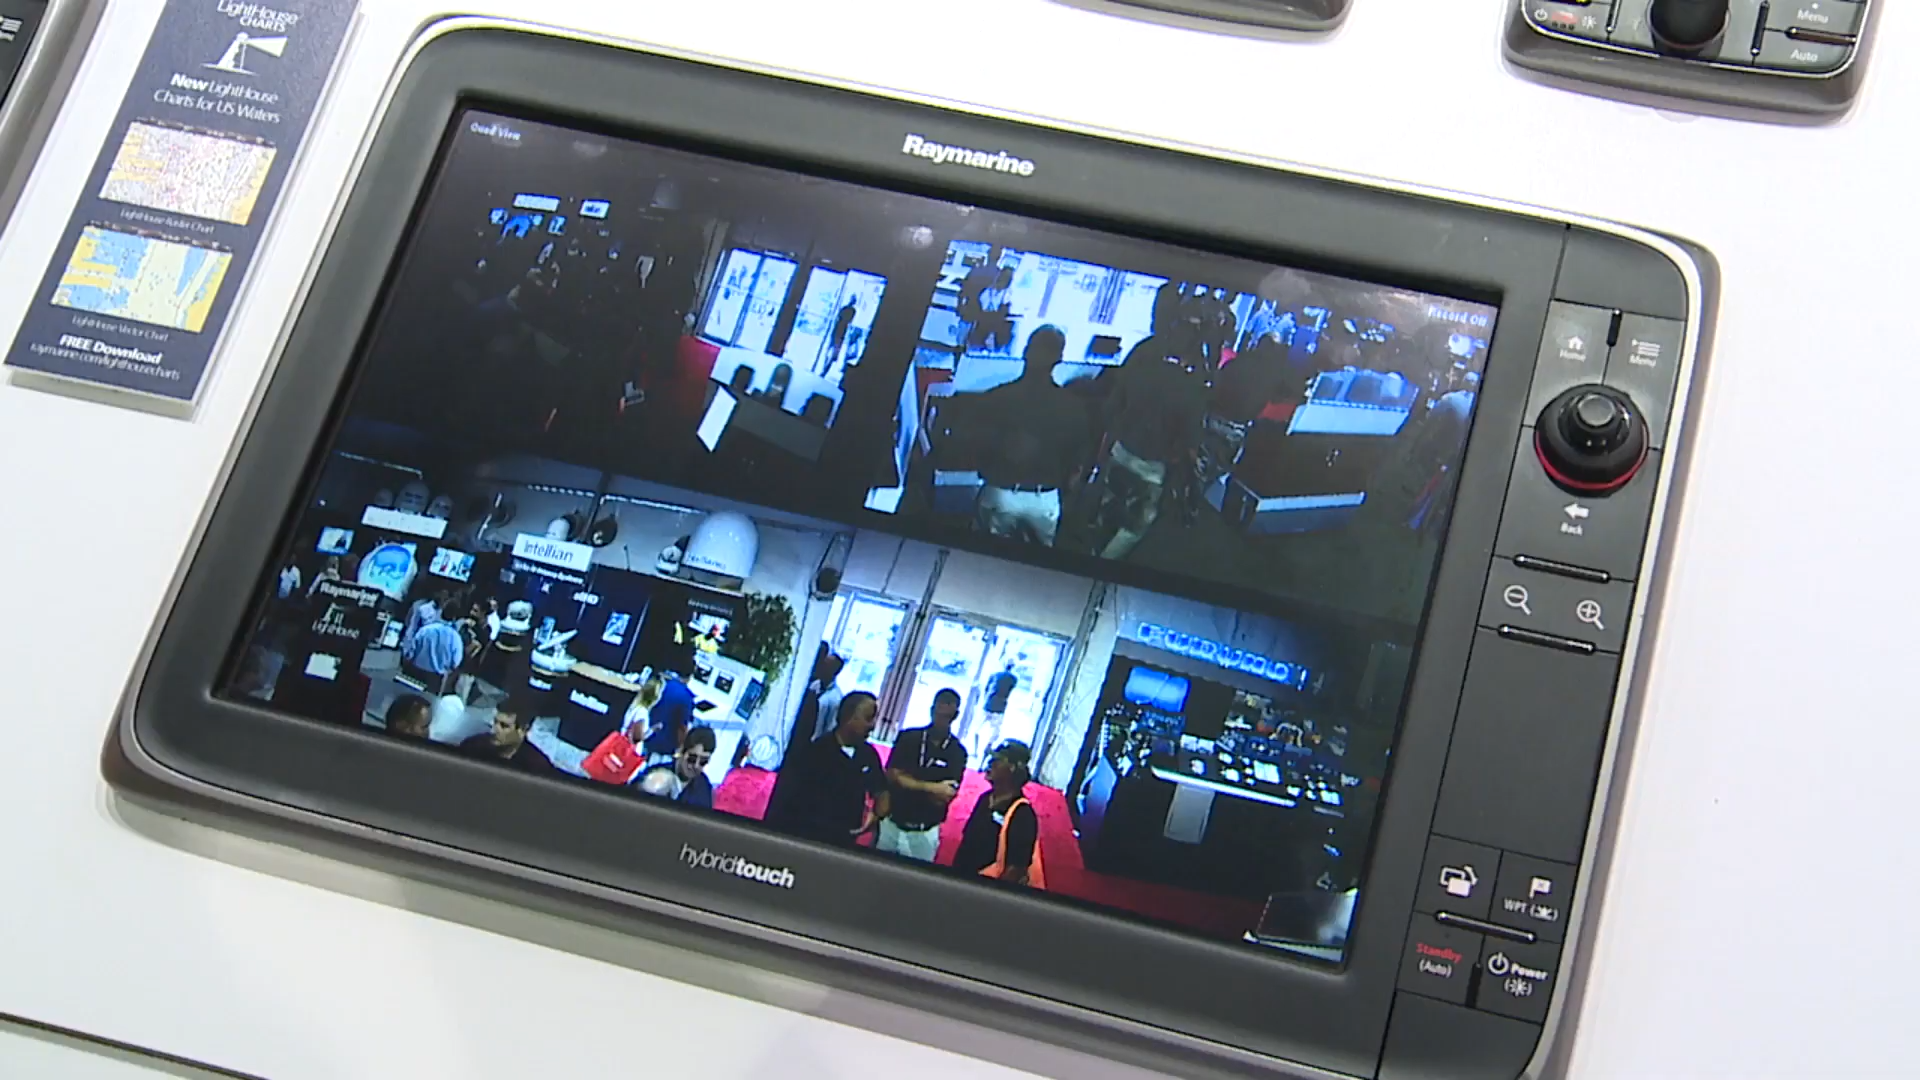 LightHouse
CHARTS
New LightHouse
Charts for US Waters
LightHouse Raster Chart
LightHouse Vector Chart
FREE Download
raymarine.com/lighthousecharts
Menu
Auto
Raymarine
Quad View
Record Off
Home
Menu
Back
Intellian
Raymarine
LightHouse
hybridtouch
WPT
Standby
(Auto)
Power